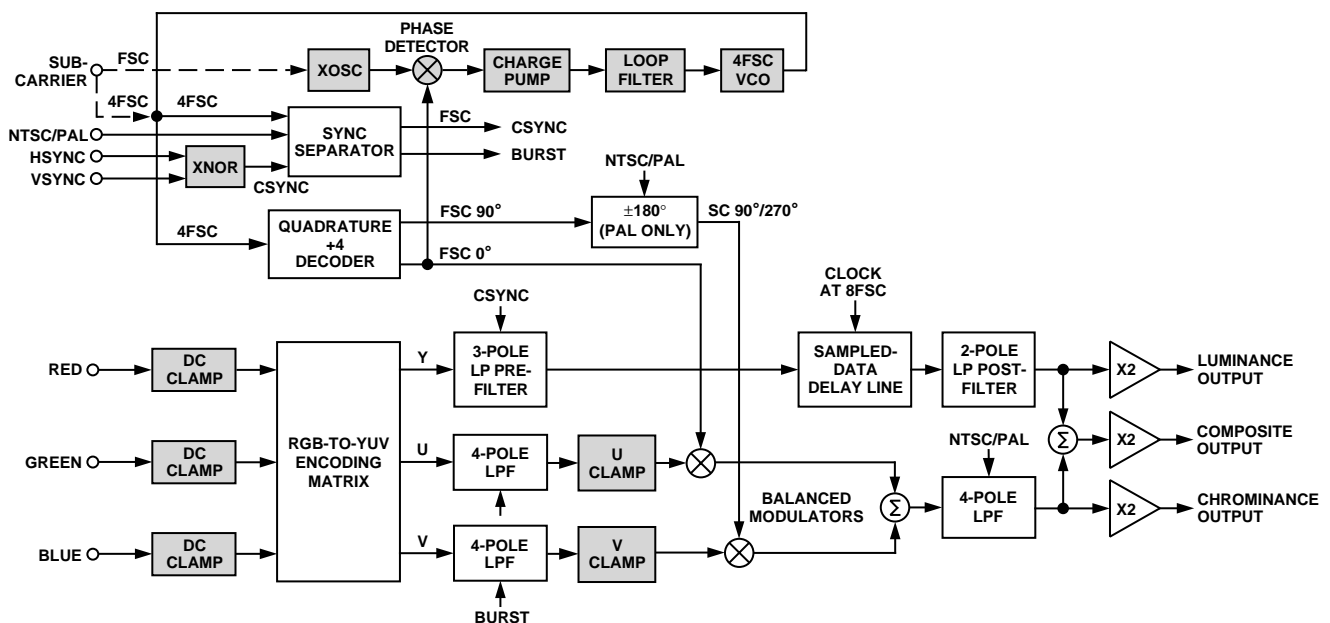 PHASE
DETECTOR
SUB-
CARRIER
FSC
XOSC
CHARGE
PUMP
LOOP
FILTER
4FSC
VCO
4FSC
4FSC
NTSC/PAL
HSYNC
VSYNC
XNOR
CSYNC
SYNC
SEPARATOR
FSC
CSYNC
BURST
NTSC/PAL
4FSC
QUADRATURE
+4
DECODER
FSC 90°
FSC 0°
±180°
(PAL ONLY)
SC 90°/270°
CLOCK
AT 8FSC
CSYNC
RED
DC
CLAMP
Y
3-POLE
LP PRE-
FILTER
SAMPLED-
DATA
DELAY LINE
2-POLE
LP POST-
FILTER
X2
LUMINANCE
OUTPUT
GREEN
DC
CLAMP
RGB-TO-YUV
ENCODING
MATRIX
U
4-POLE
LPF
U
CLAMP
NTSC/PAL
Σ
X2
COMPOSITE
OUTPUT
BALANCED
MODULATORS
Σ
4-POLE
LPF
X2
CHROMINANCE
OUTPUT
BLUE
DC
CLAMP
V
4-POLE
LPF
V
CLAMP
BURST